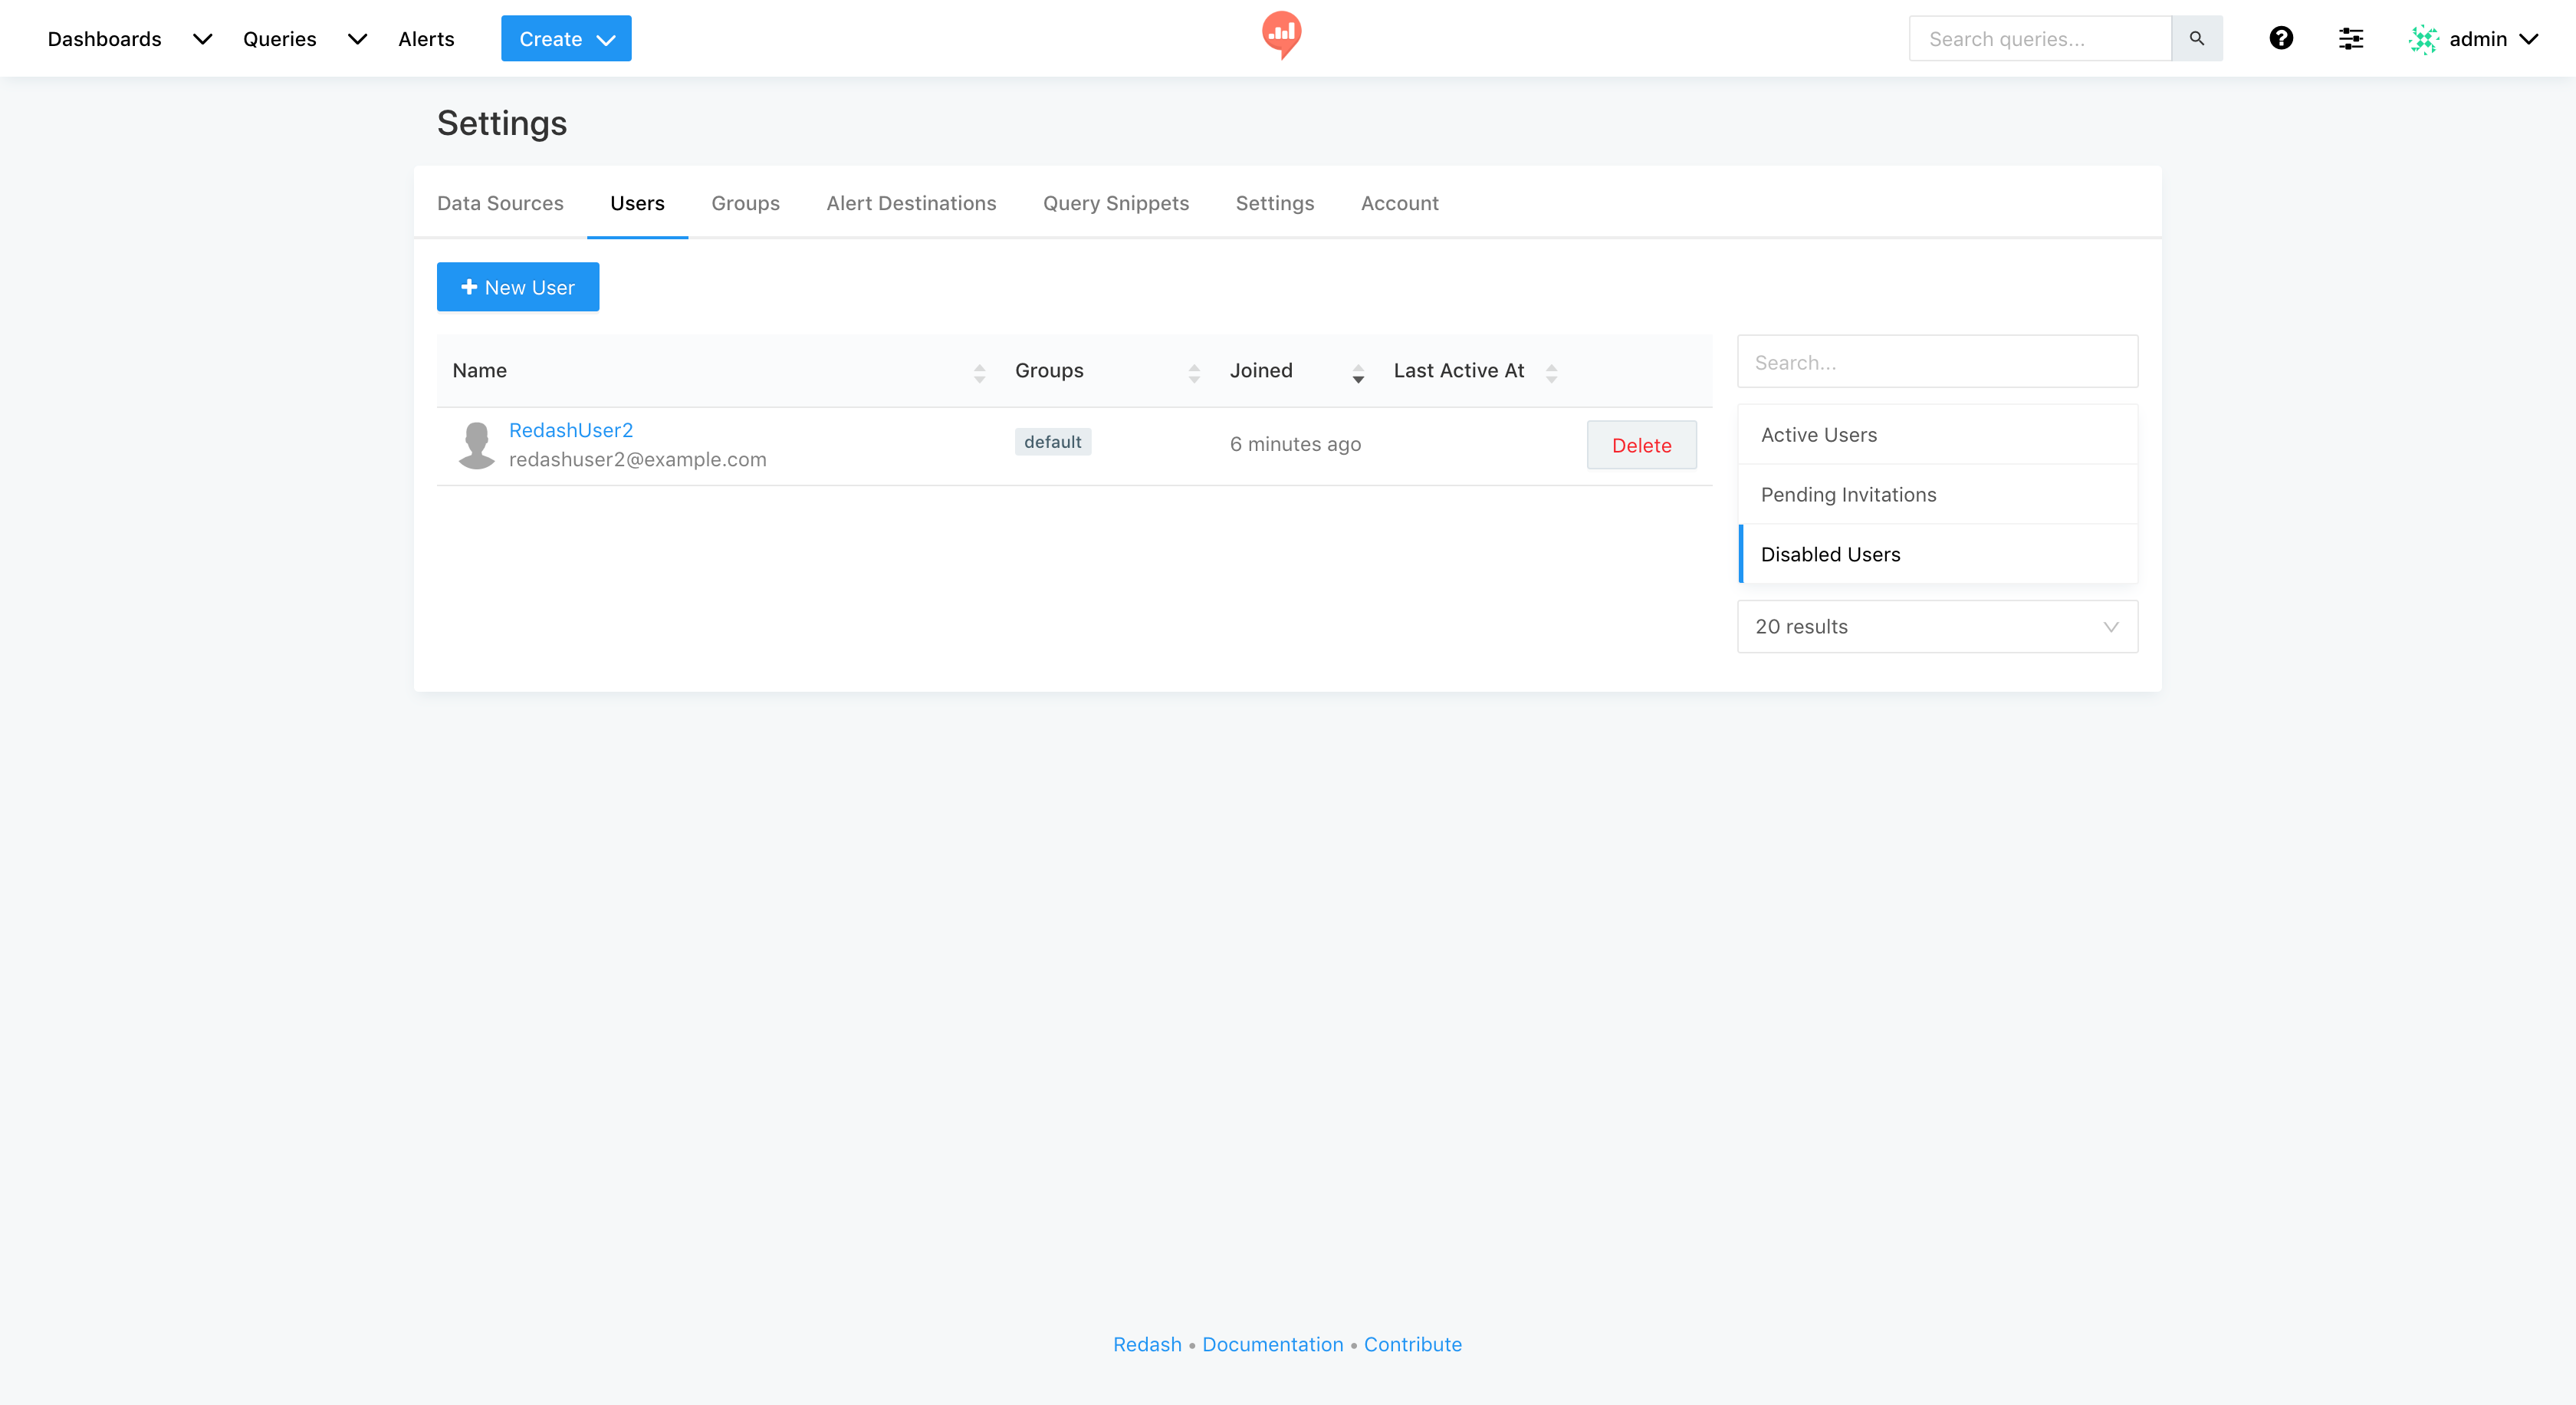 Dashboards Queries Alerts Create Search queries... admin
Settings
Data Sources Users Groups Alert Destinations Query Snippets Settings Account
New User
Name Groups Joined Last Active At
Search...
RedashUser2
redashuser2@example.com
default
6 minutes ago
Delete
Active Users
Pending Invitations
Disabled Users
20 results
Redash • Documentation • Contribute